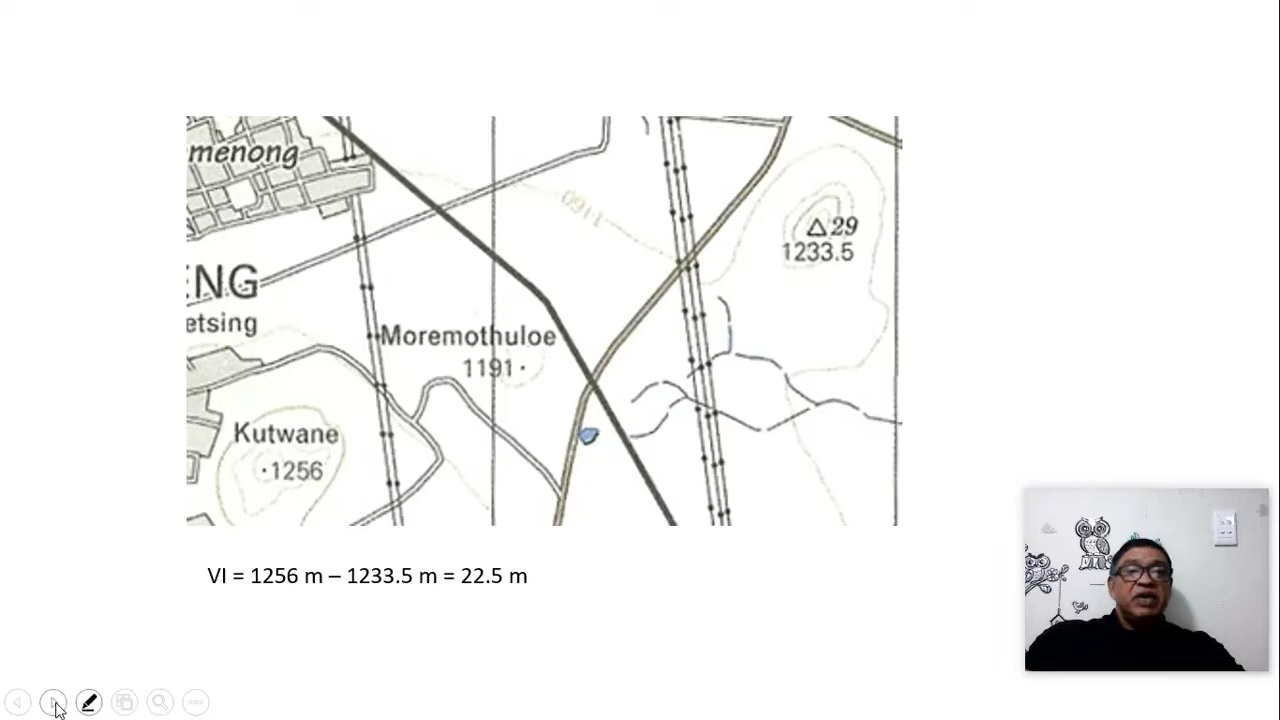 menong
1160
△ 29
1233.5
ENG
etsing
Moremothuloe
1191 ·
Kutwane
· 1256
VI = 1256 m – 1233.5 m = 22.5 m